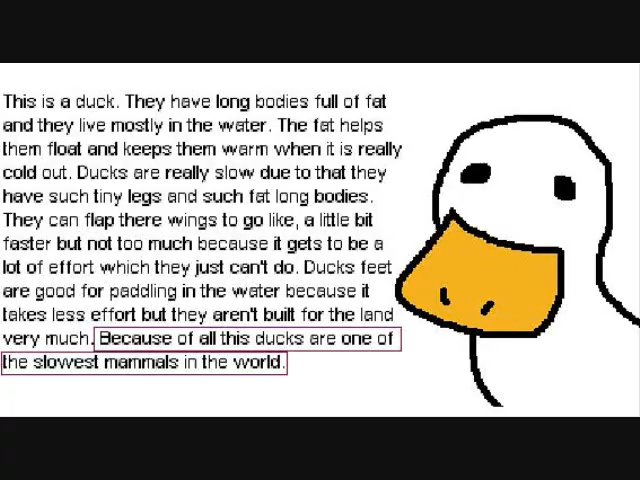 This is a duck. They have long bodies full of fat
and they live mostly in the water. The fat helps
them float and keeps them warm when it is really
cold out. Ducks are really slow due to that they
have such tiny legs and such fat long bodies.
They can flap there wings to go like, a little bit
faster but not too much because it gets to be a
lot of effort which they just can't do. Ducks feet
are good for paddling in the water because it
takes less effort but they aren't built for the land
very much. Because of all this ducks are one of
the slowest mammals in the world.